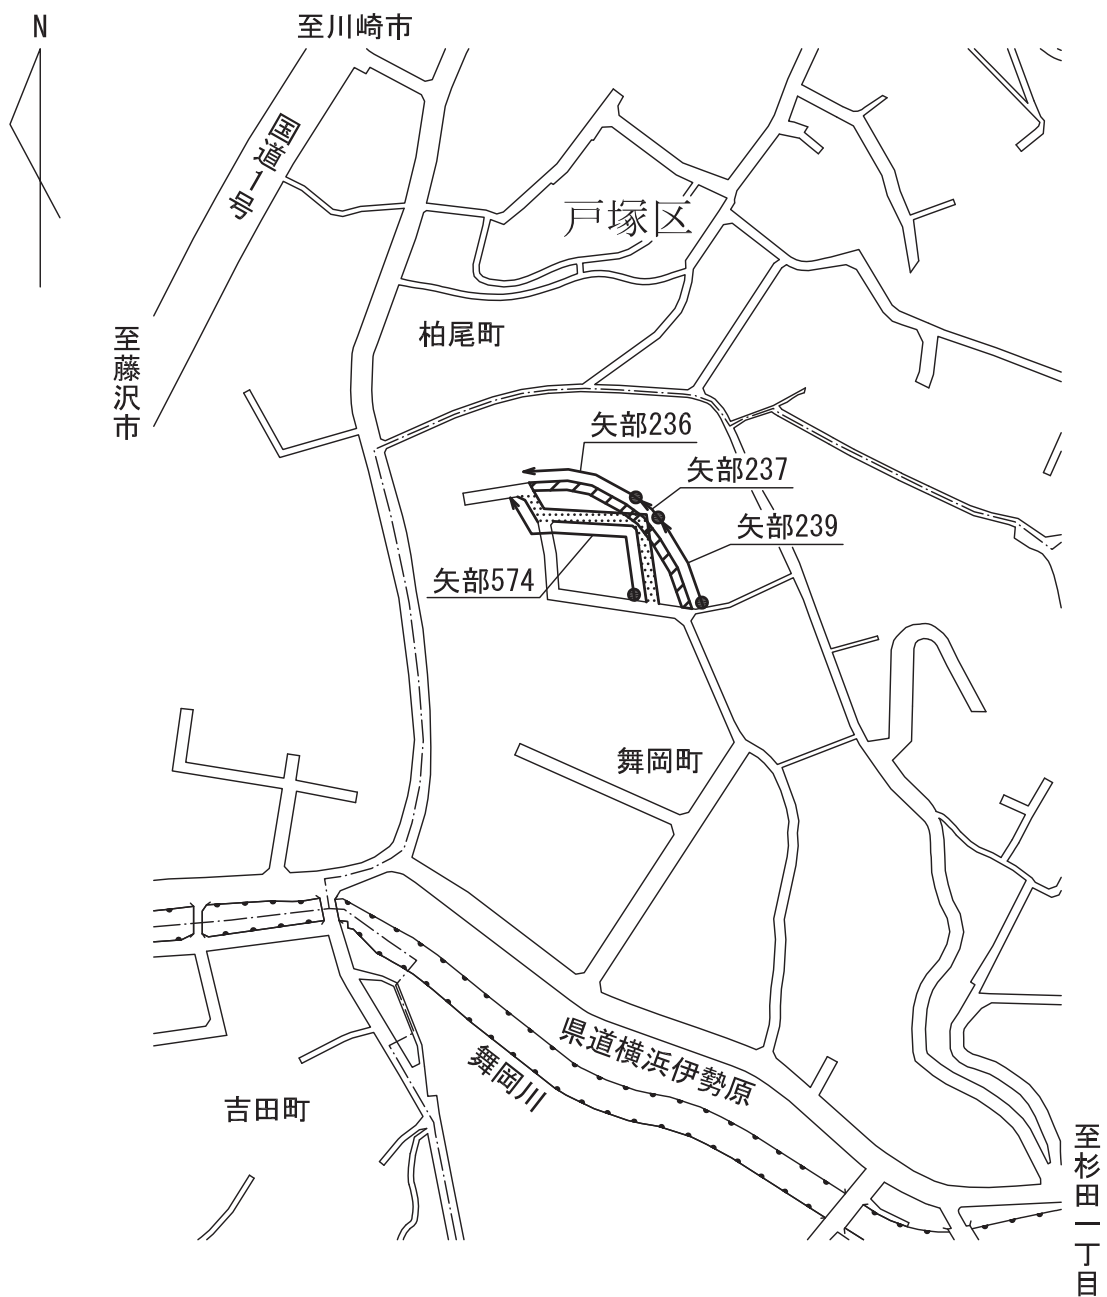 N
至川崎市
国道1号
戸塚区
至藤沢市
柏尾町
矢部236
矢部237
矢部239
矢部574
舞岡町
県道横浜伊勢原
舞岡川
吉田町
至杉田一丁目